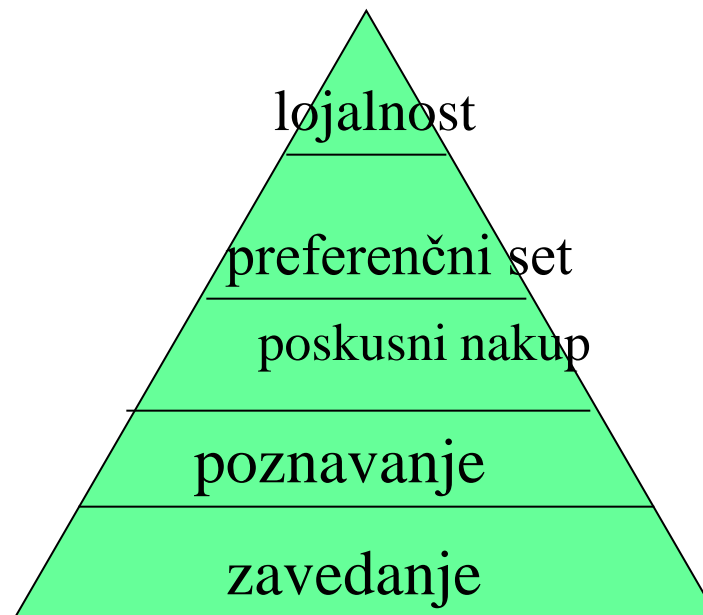 lojalnost
preferenčni set
poskusni nakup
poznavanje
zavedanje